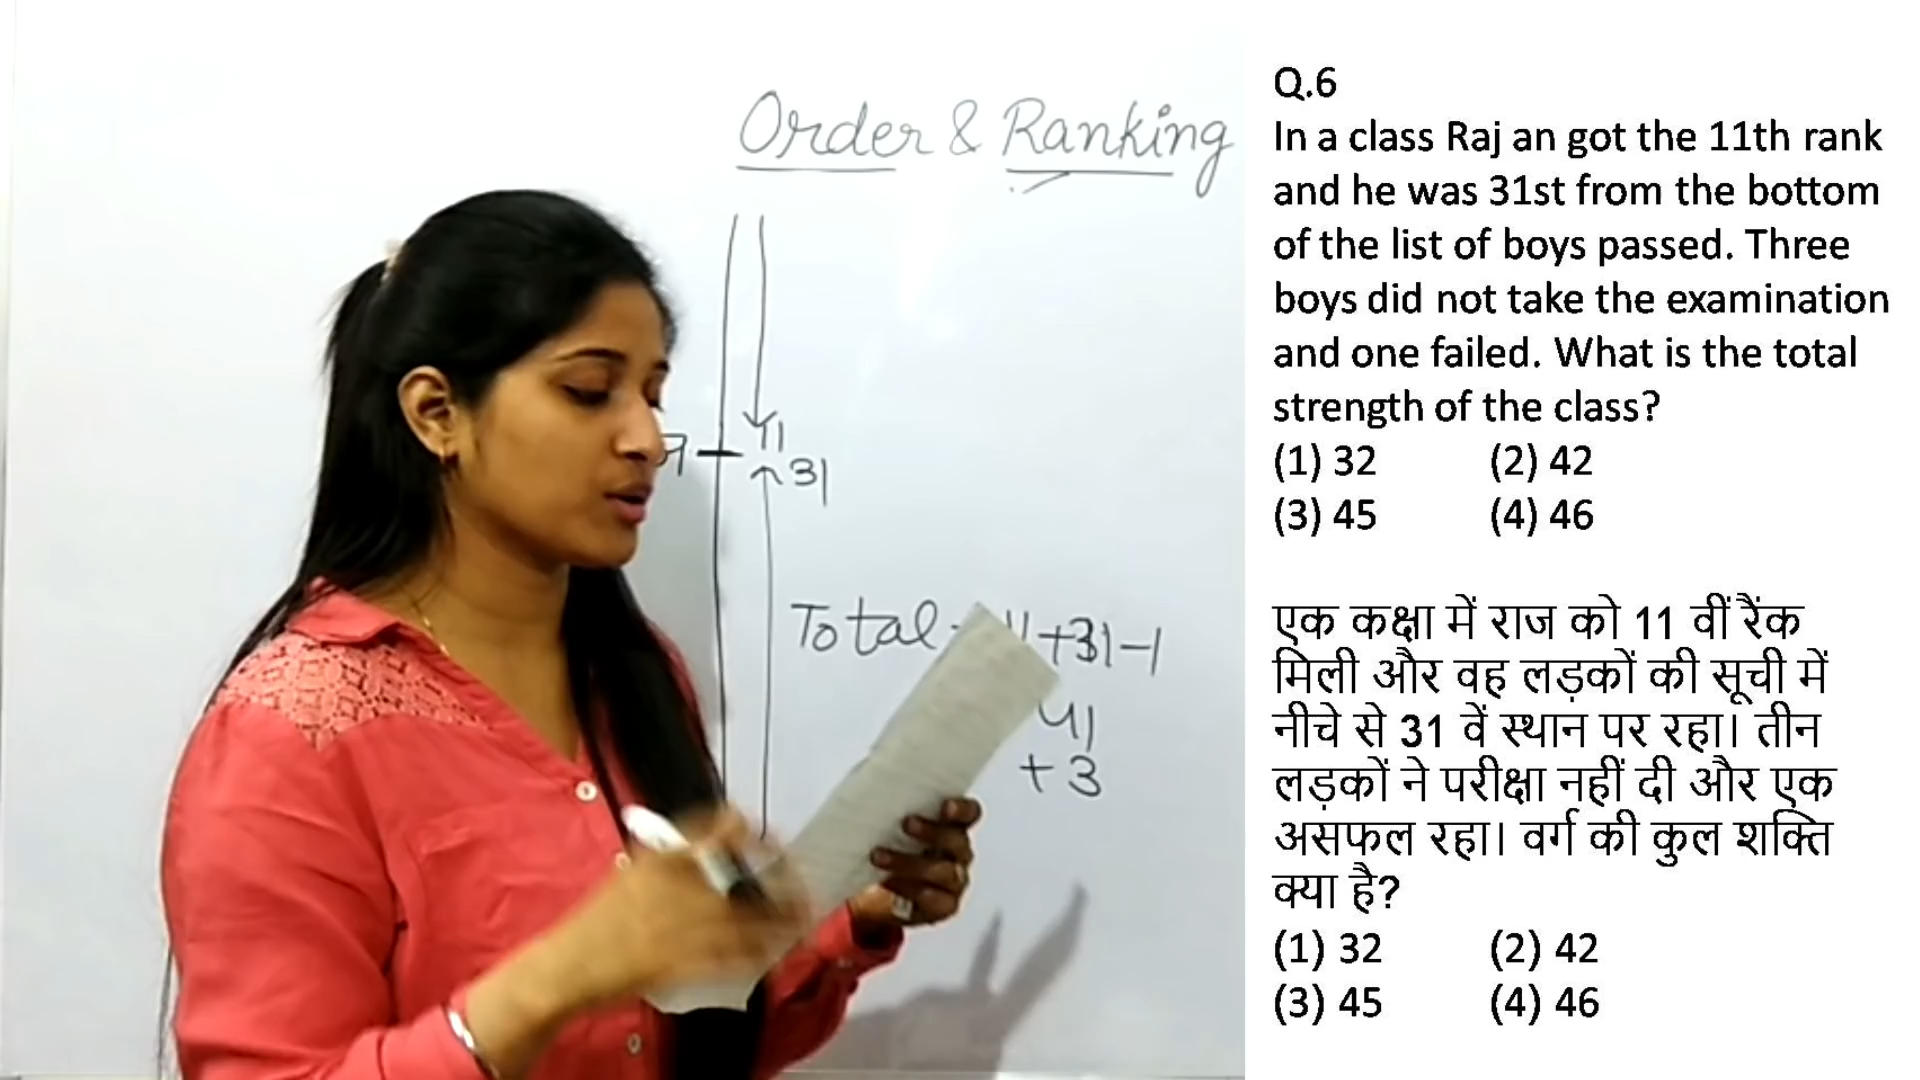 Order & Ranking
11
31
Total 11+31-1
41
+3
Q.6
In a class Raj an got the 11th rank
and he was 31st from the bottom
of the list of boys passed. Three
boys did not take the examination
and one failed. What is the total
strength of the class?
(1) 32 (2) 42
(3) 45 (4) 46
एक कक्षा में राज को 11 वीं रैंक
मिली और वह लड़कों की सूची में
नीचे से 31 वें स्थान पर रहा। तीन
लड़कों ने परीक्षा नहीं दी और एक
असफल रहा। वर्ग की कुल शक्ति
क्या है?
(1) 32 (2) 42
(3) 45 (4) 46